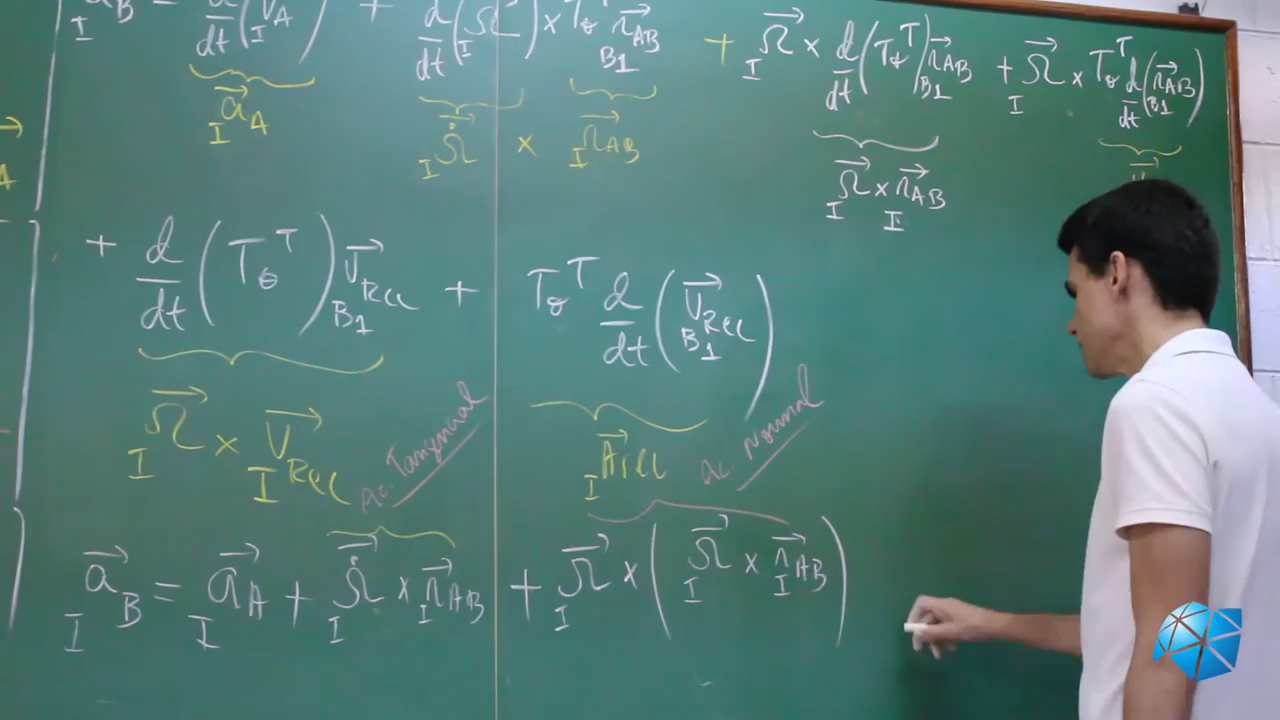 I a⃗ B = d/dt (I V⃗ A) + d/dt (I Ω⃗) × Tθ^T B1 r⃗ AB + I Ω⃗ × d/dt (Tθ^T) B1 r⃗ AB + I Ω⃗ × Tθ^T d/dt (B1 r⃗ AB)
I a⃗ A
I Ω̇⃗ × I r⃗ AB
I Ω⃗ × I r⃗ AB
+ d/dt (Tθ^T) B1 V⃗ Rel + Tθ^T d/dt (B1 V⃗ Rel)
I Ω⃗ × I V⃗ Rel
I A⃗ rel
Ac. Tangencial
Ac. Normal
I a⃗ B = I a⃗ A + I Ω̇⃗ × I r⃗ AB + I Ω⃗ × (I Ω⃗ × I r⃗ AB)